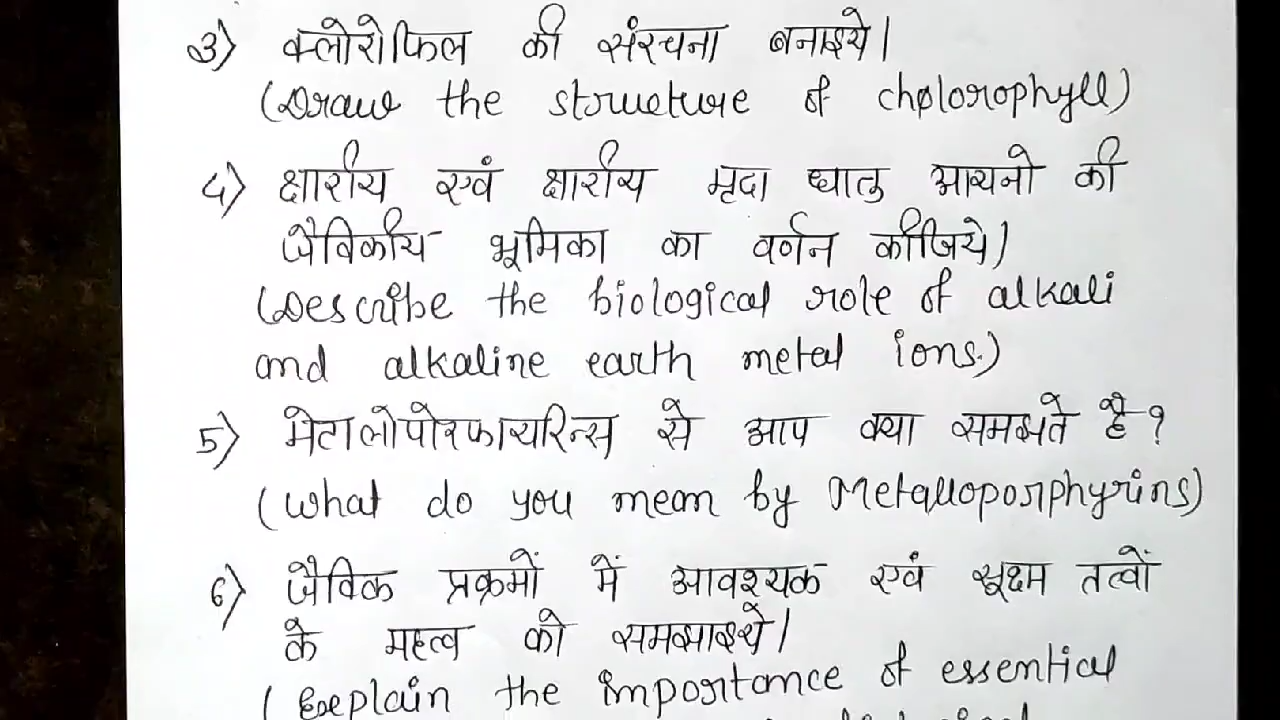 3) क्लोरोफिल की संरचना बनाइये।
(Draw the structure of cholorophyll)
4) क्षारीय एवं क्षारीय मृदा धातु आयनो की
जैविकीय भूमिका का वर्णन कीजिये।
(Describe the biological role of alkali
and alkaline earth metal ions.)
5) मेटालोपोरफायरिन्स से आप क्या समझते है?
(What do you mean by Metalloporphyrins)
6) जैविक प्रक्रमों में आवश्यक एवं सूक्ष्म तत्वों
के महत्व को समझाइये।
(Explain the importance of essential